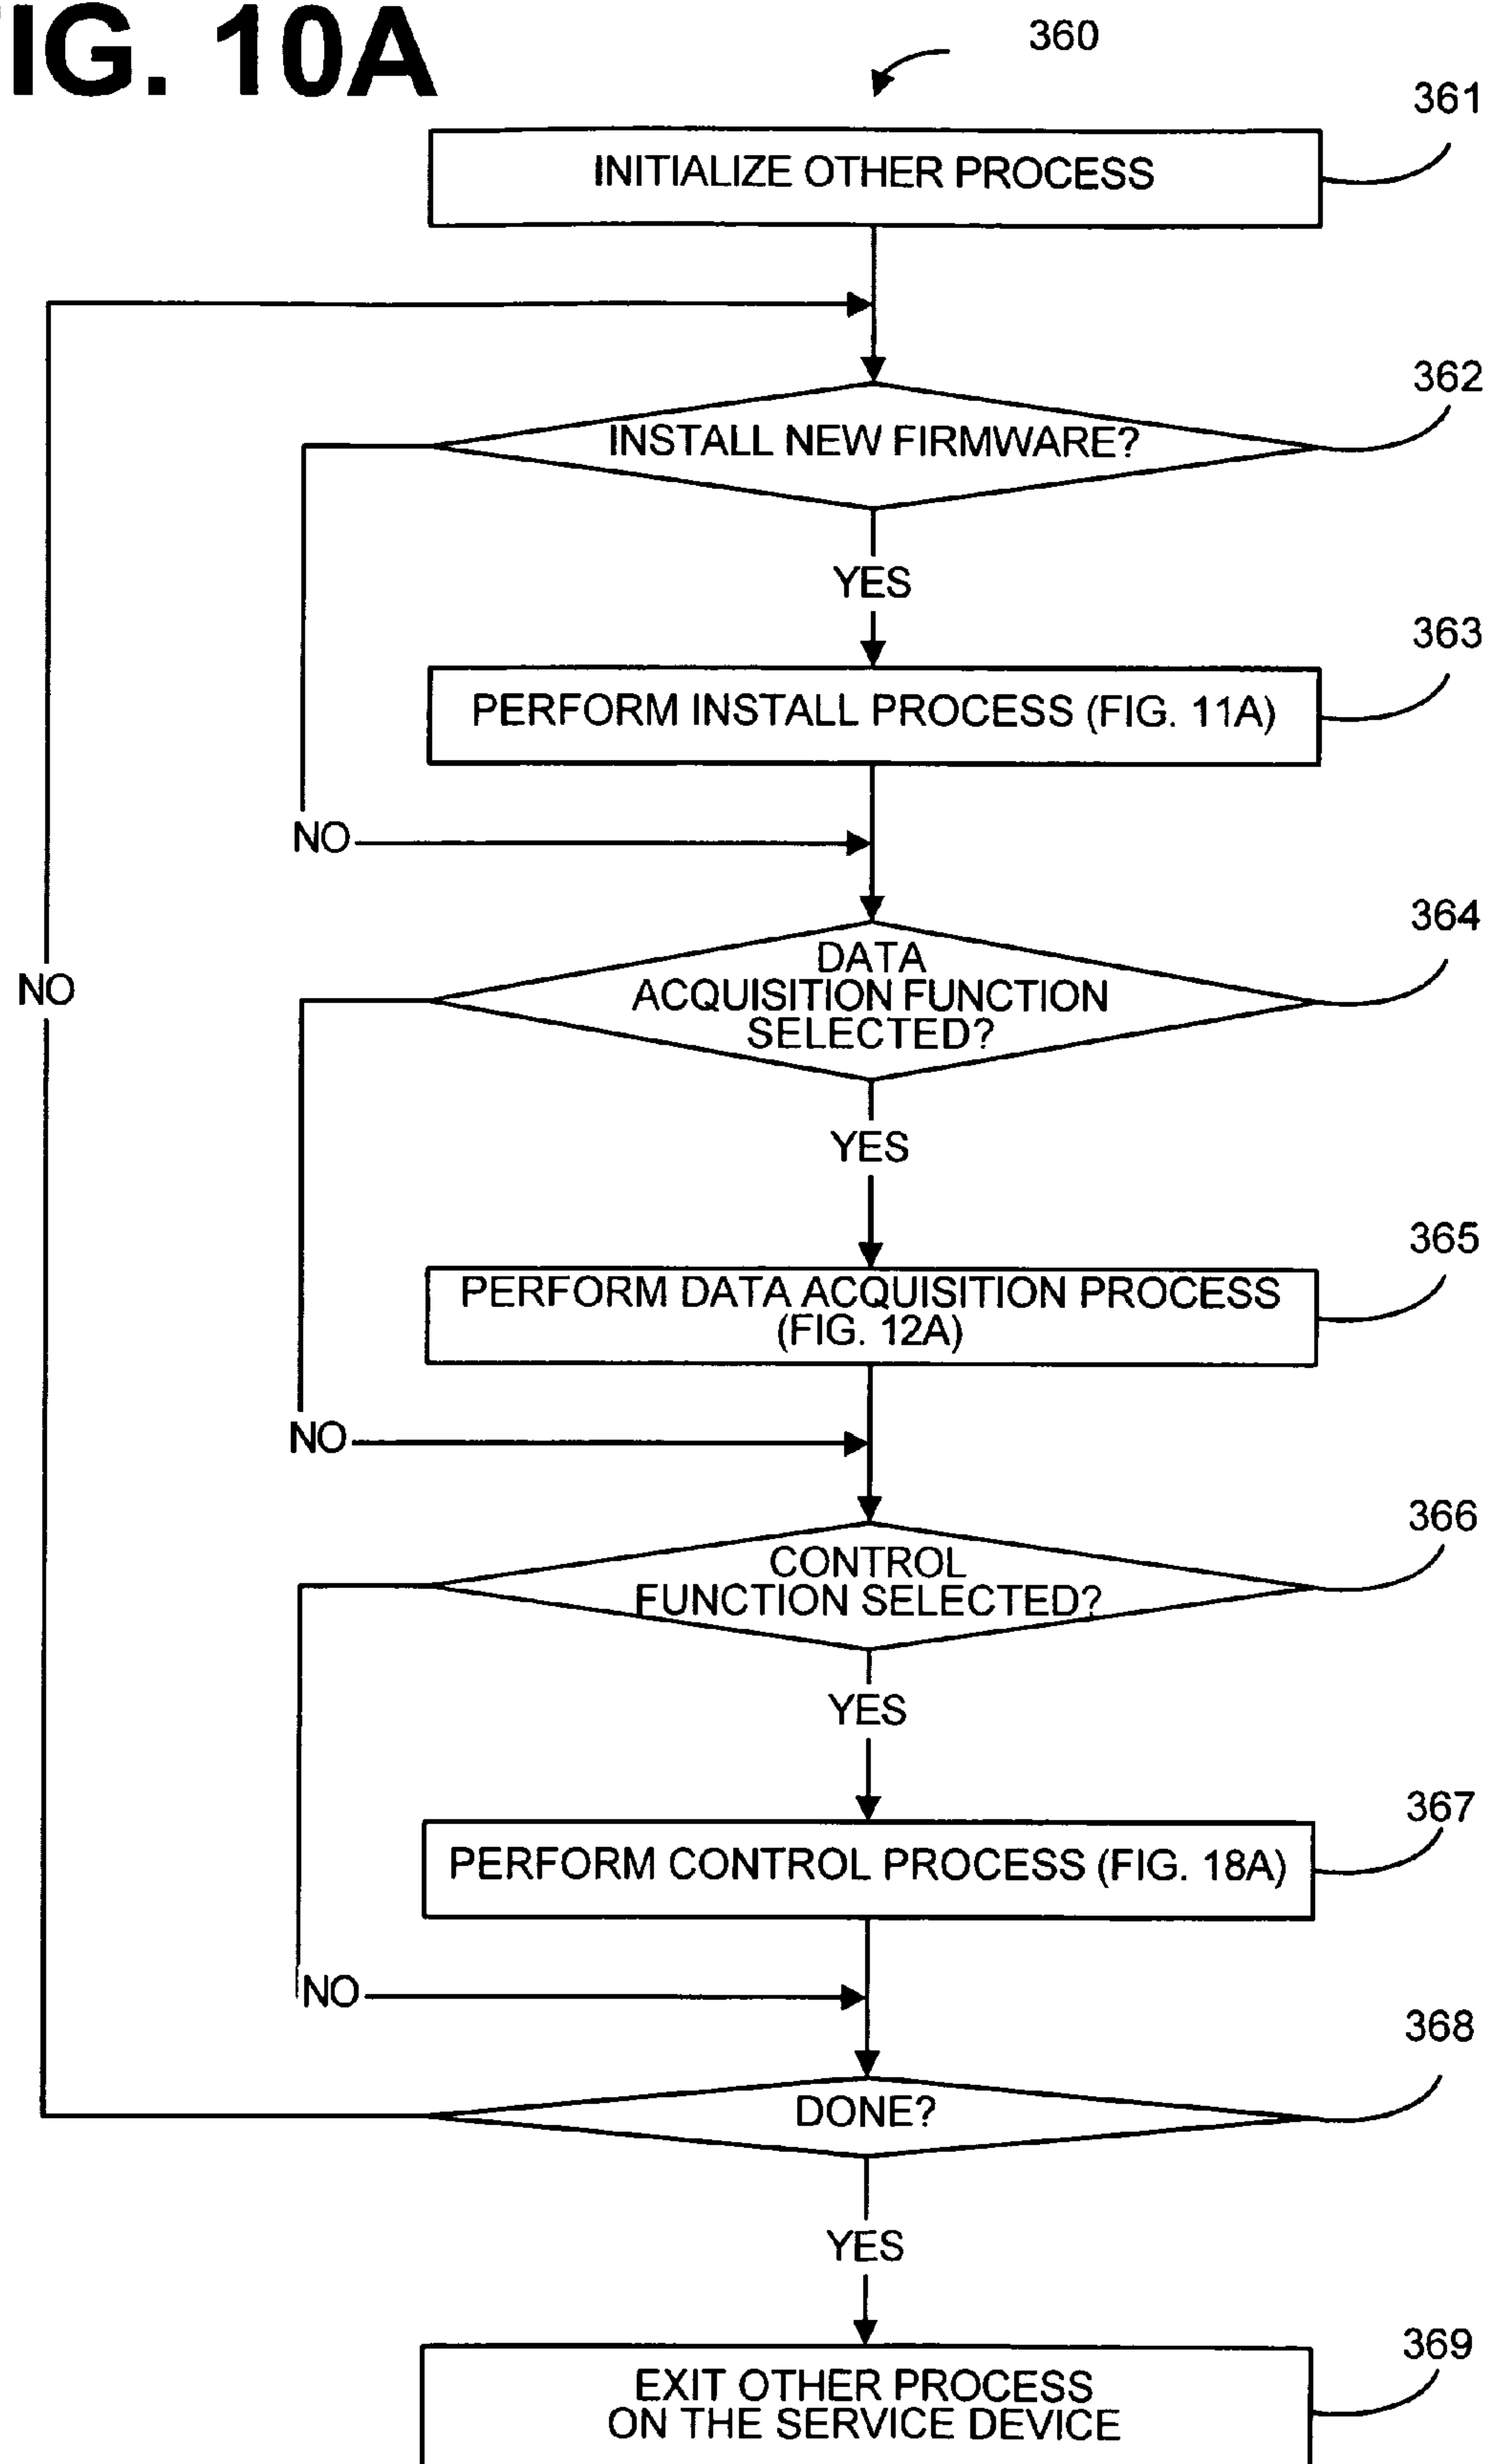 FIG. 10A
360
361
INITIALIZE OTHER PROCESS
362
INSTALL NEW FIRMWARE?
YES
363
PERFORM INSTALL PROCESS (FIG. 11A)
NO
364
DATA
ACQUISITION FUNCTION
SELECTED?
NO
YES
365
PERFORM DATA ACQUISITION PROCESS
(FIG. 12A)
NO
366
CONTROL
FUNCTION SELECTED?
YES
367
PERFORM CONTROL PROCESS (FIG. 18A)
NO
368
DONE?
YES
369
EXIT OTHER PROCESS
ON THE SERVICE DEVICE